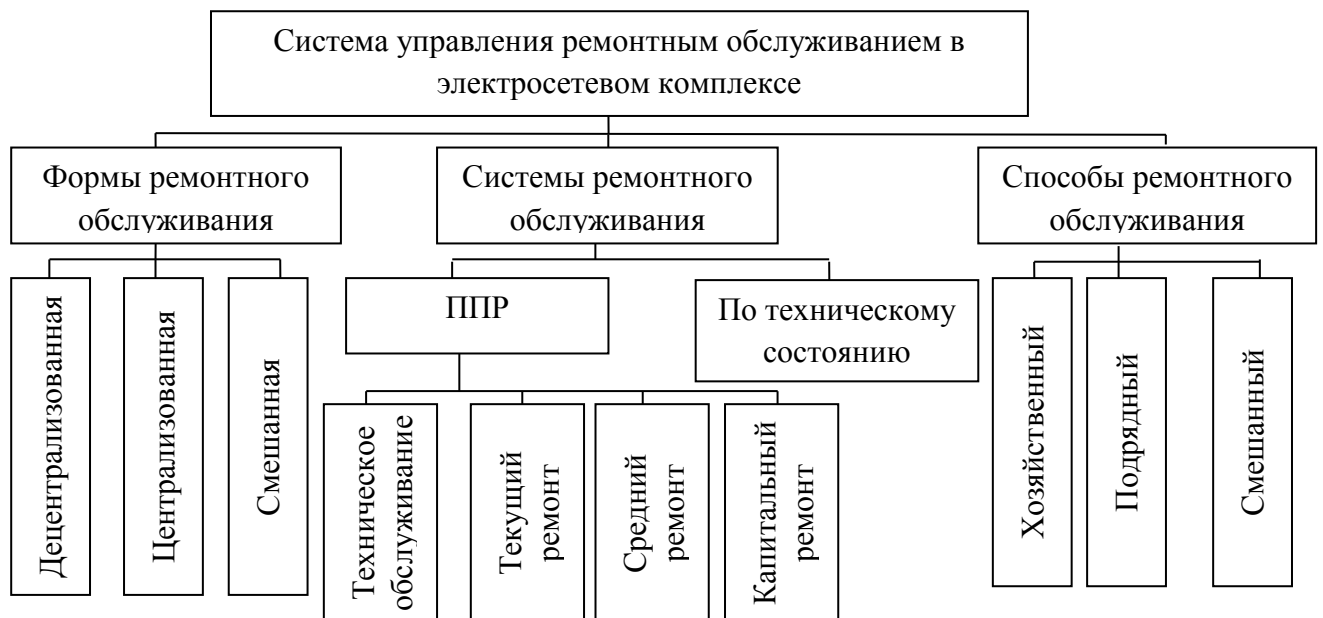 Система управления ремонтным обслуживанием в
электросетевом комплексе
Формы ремонтного
обслуживания
Системы ремонтного
обслуживания
Способы ремонтного
обслуживания
Децентрализованная
Централизованная
Смешанная
ППР
По техническому
состоянию
Техническое
обслуживание
Текущий
ремонт
Средний
ремонт
Капитальный
ремонт
Хозяйственный
Подрядный
Смешанный